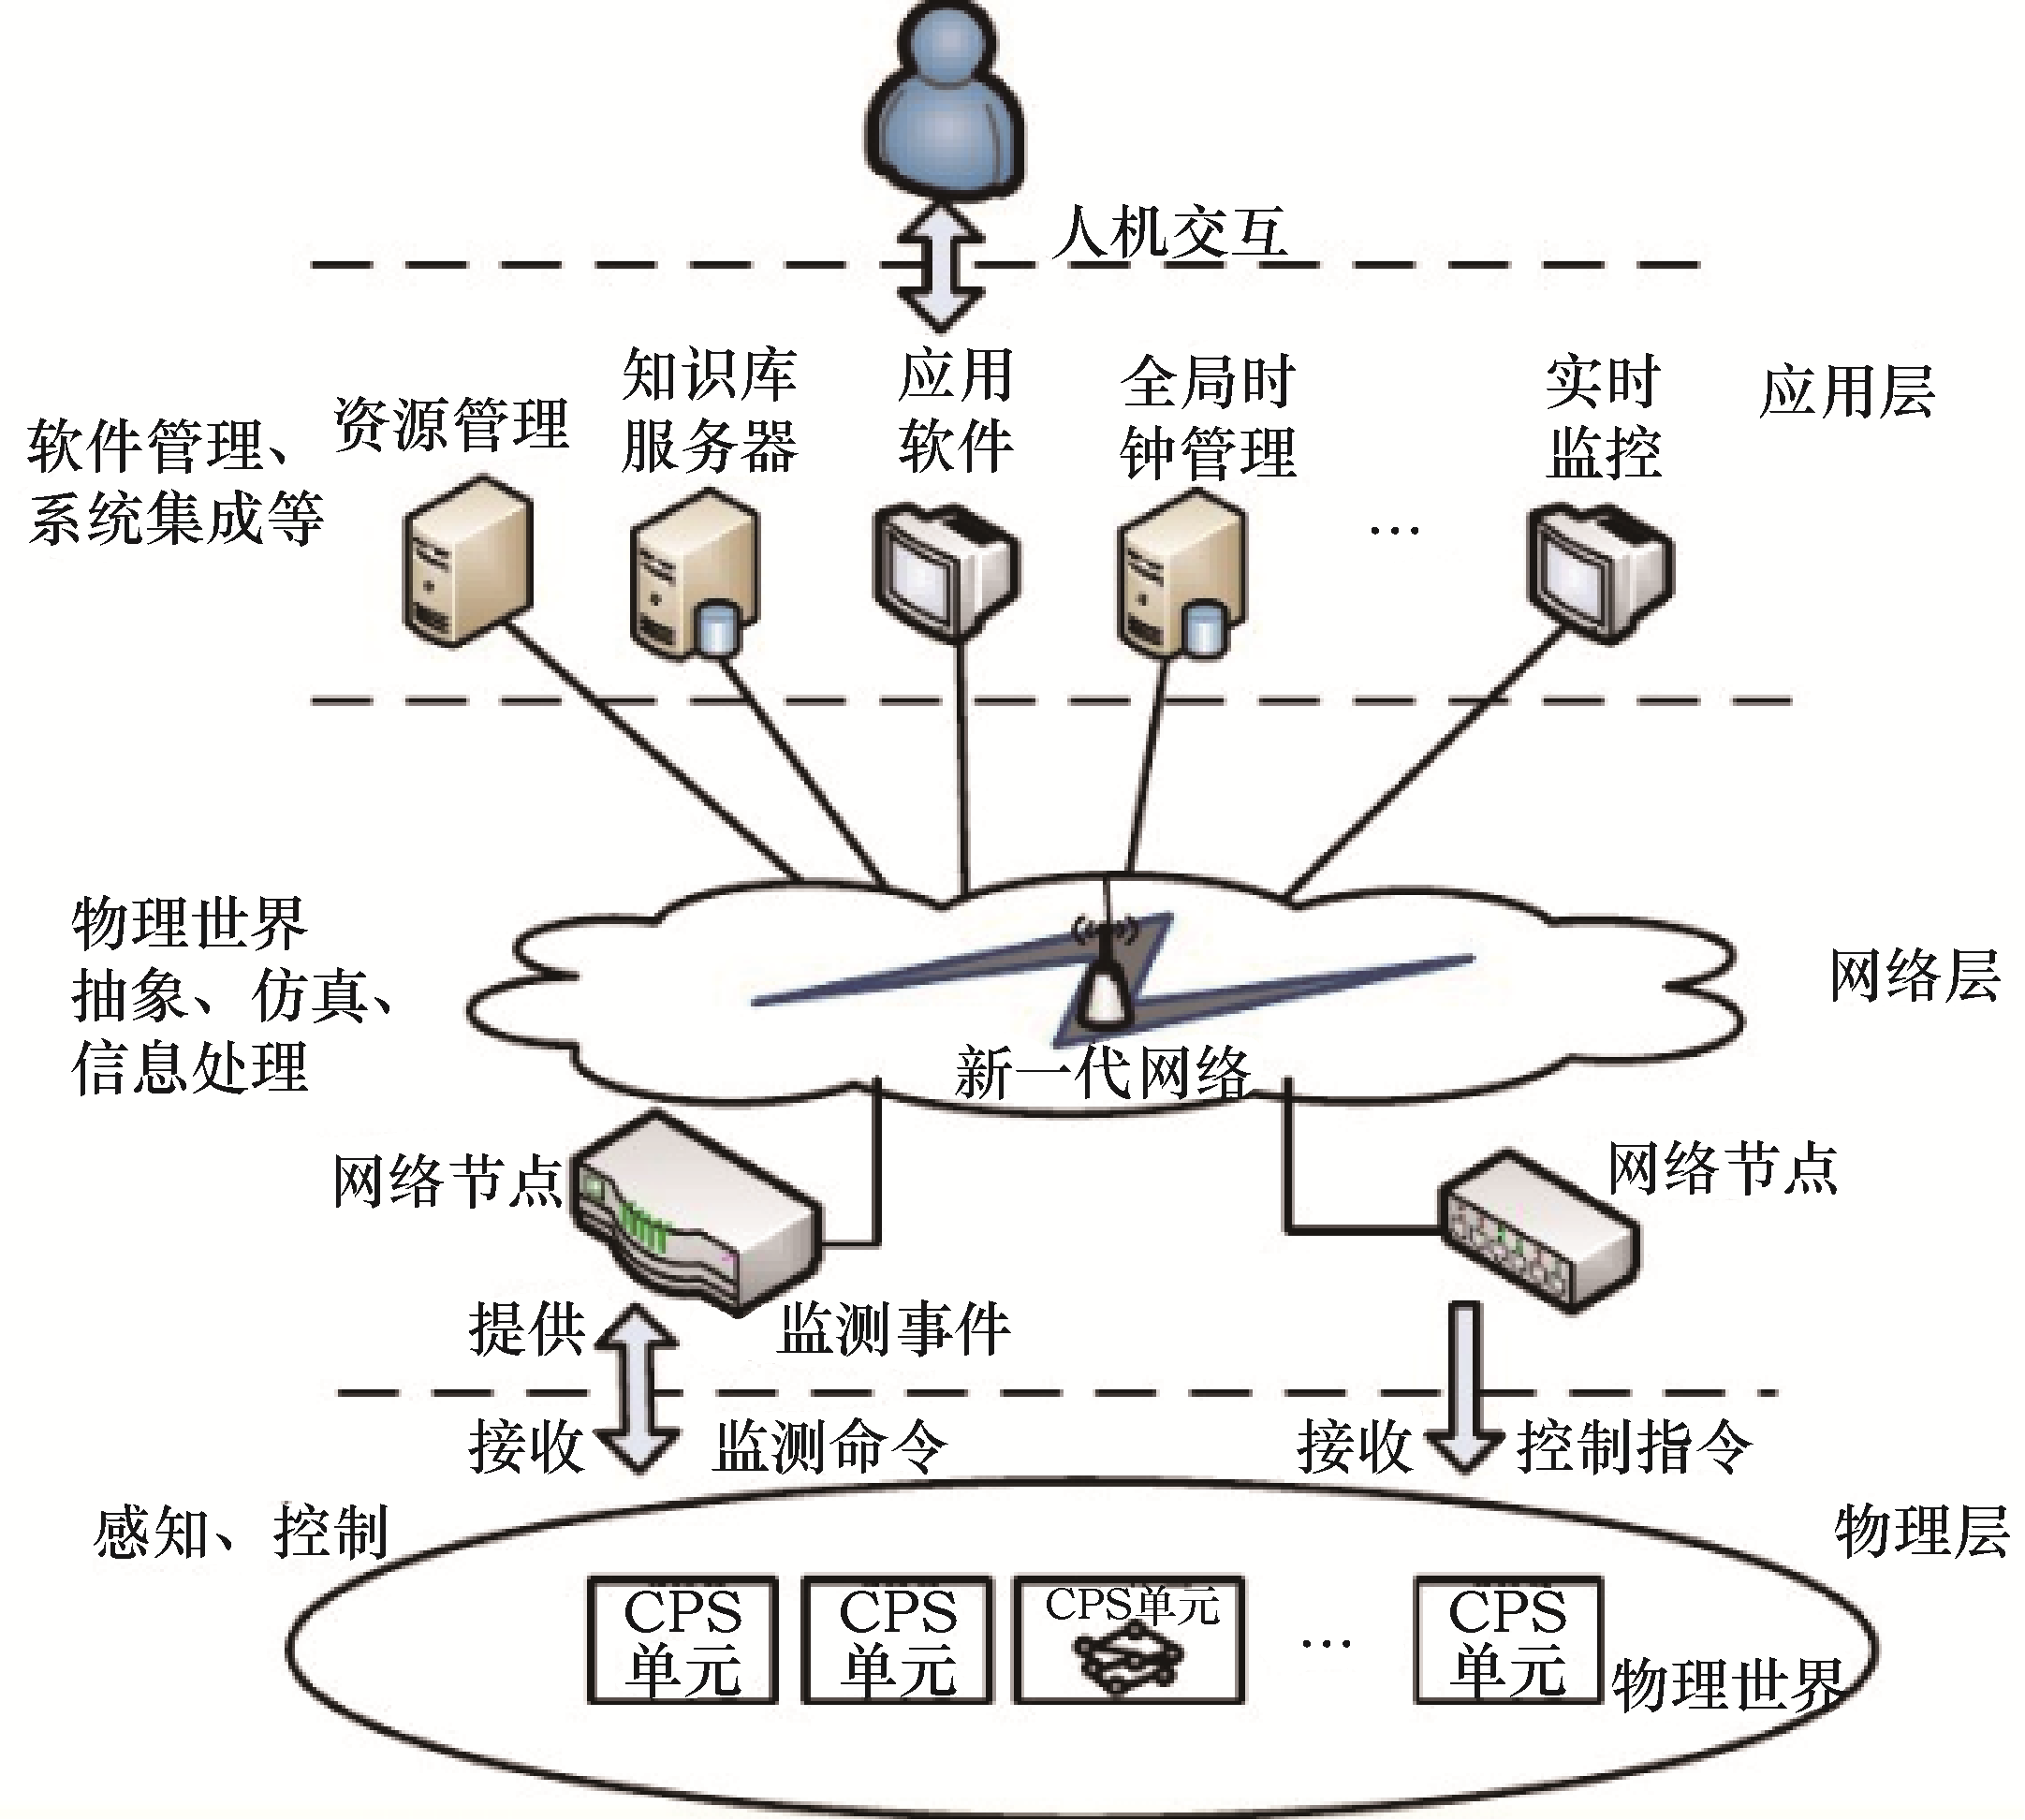 人机交互
软件管理、
系统集成等
资源管理
知识库
服务器
应用
软件
全局时
钟管理
…
实时
监控
应用层
物理世界
抽象、仿真、
信息处理
新一代网络
网络层
网络节点
网络节点
提供
监测事件
接收
监测命令
接收
控制指令
感知、控制
物理层
CPS
单元
CPS
单元
CPS单元
…
CPS
单元
物理世界